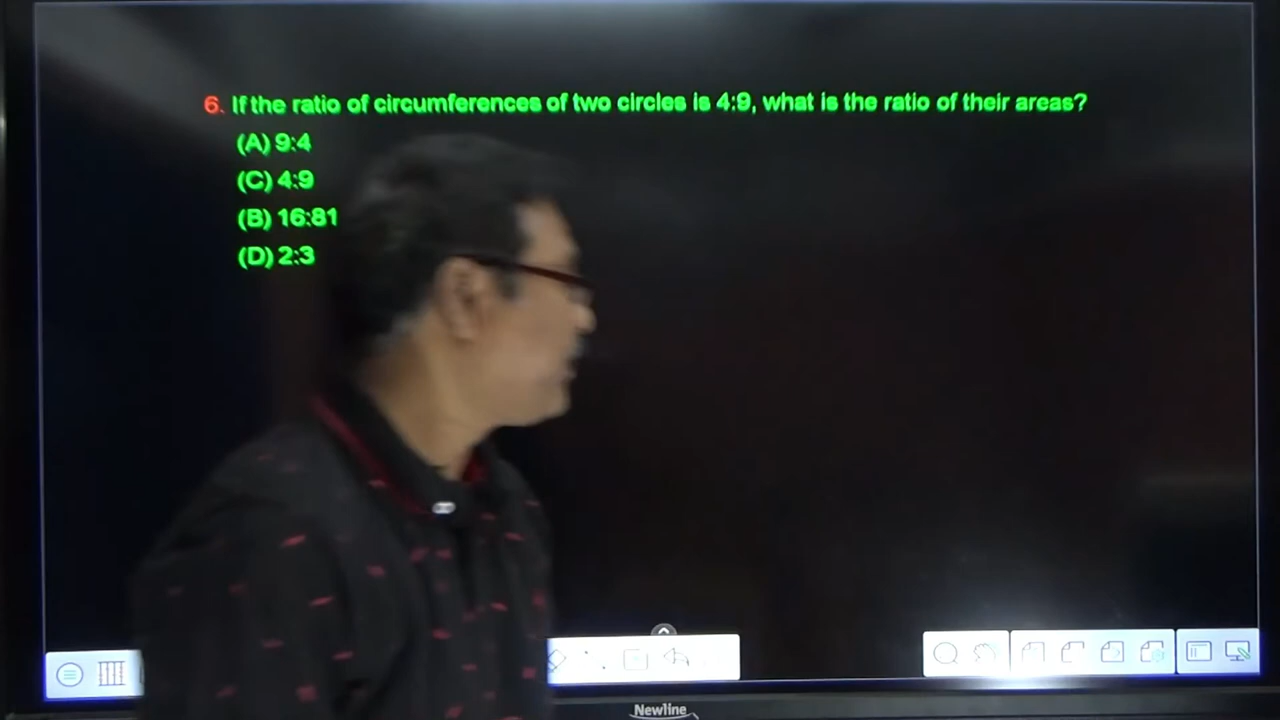 6. If the ratio of circumferences of two circles is 4:9, what is the ratio of their areas?
(A) 9:4
(C) 4:9
(B) 16:81
(D) 2:3
Newline